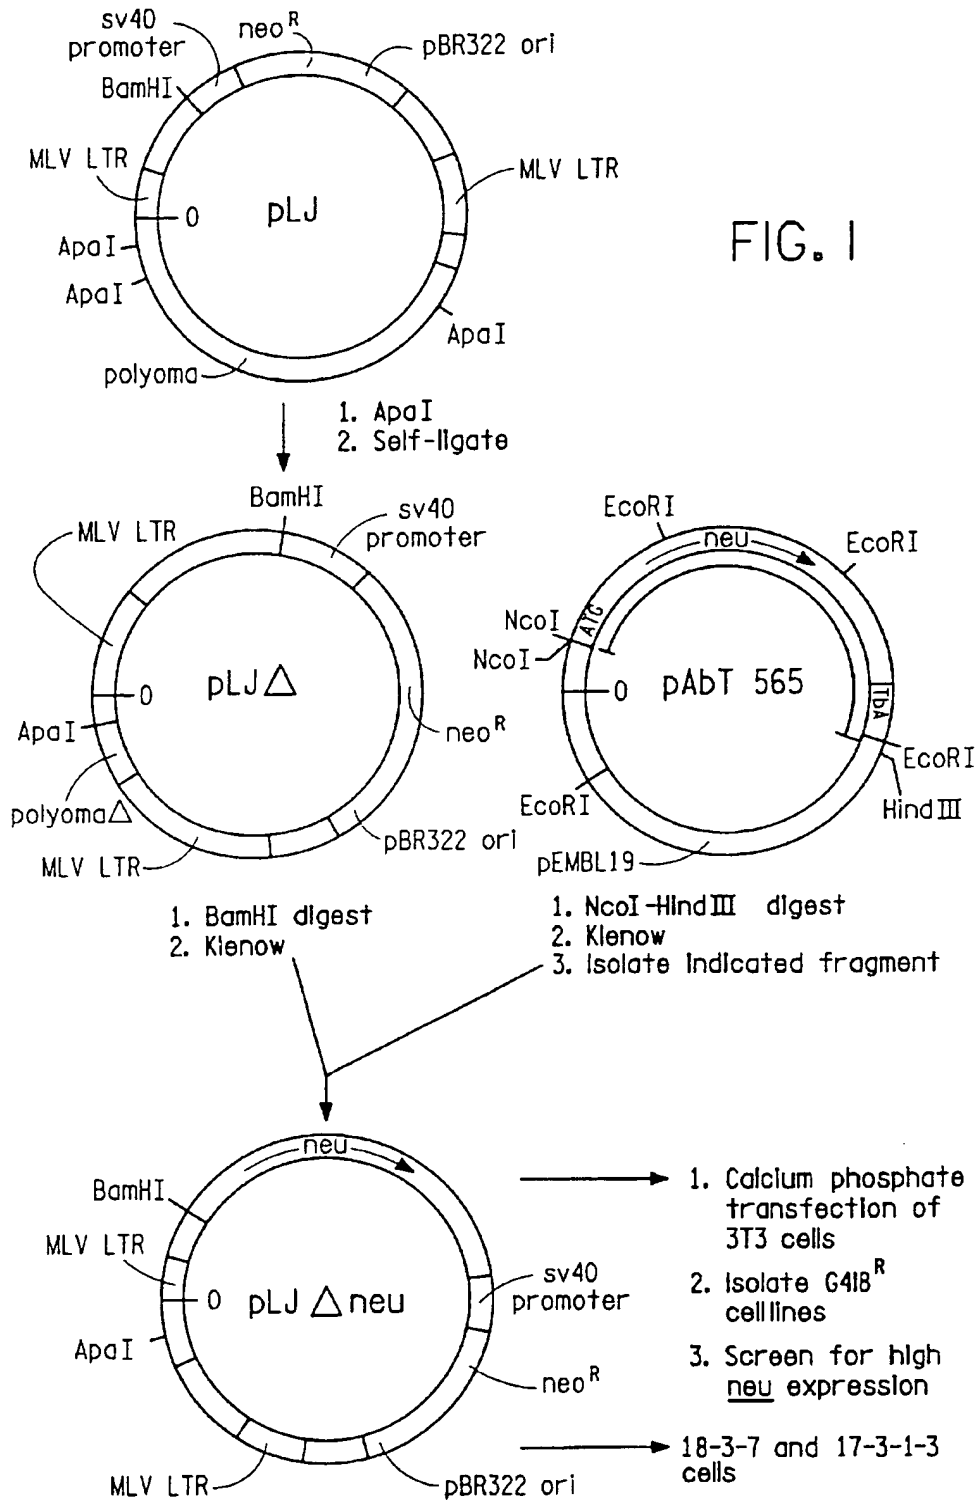 sv40
promoter
neoR
pBR322 ori
BamHI
MLV LTR
MLV LTR
0
pLJ
ApaI
ApaI
ApaI
polyoma
FIG. 1
1. ApaI
2. Self-ligate
BamHI
sv40
promoter
MLV LTR
0
pLJ△
ApaI
neoR
polyoma△
MLV LTR
pBR322 ori
EcoRI
neu
EcoRI
ATG
NcoI
NcoI
0
pAbT 565
TbA
EcoRI
EcoRI
HindIII
pEMBL19
1. BamHI digest
2. Klenow
1. NcoI-HindIII digest
2. Klenow
3. Isolate indicated fragment
neu
BamHI
MLV LTR
0
pLJ △ neu
sv40
promoter
ApaI
neoR
MLV LTR
pBR322 ori
1. Calcium phosphate
transfection of
3T3 cells
2. Isolate G418R
cell lines
3. Screen for high
neu expression
18-3-7 and 17-3-1-3
cells